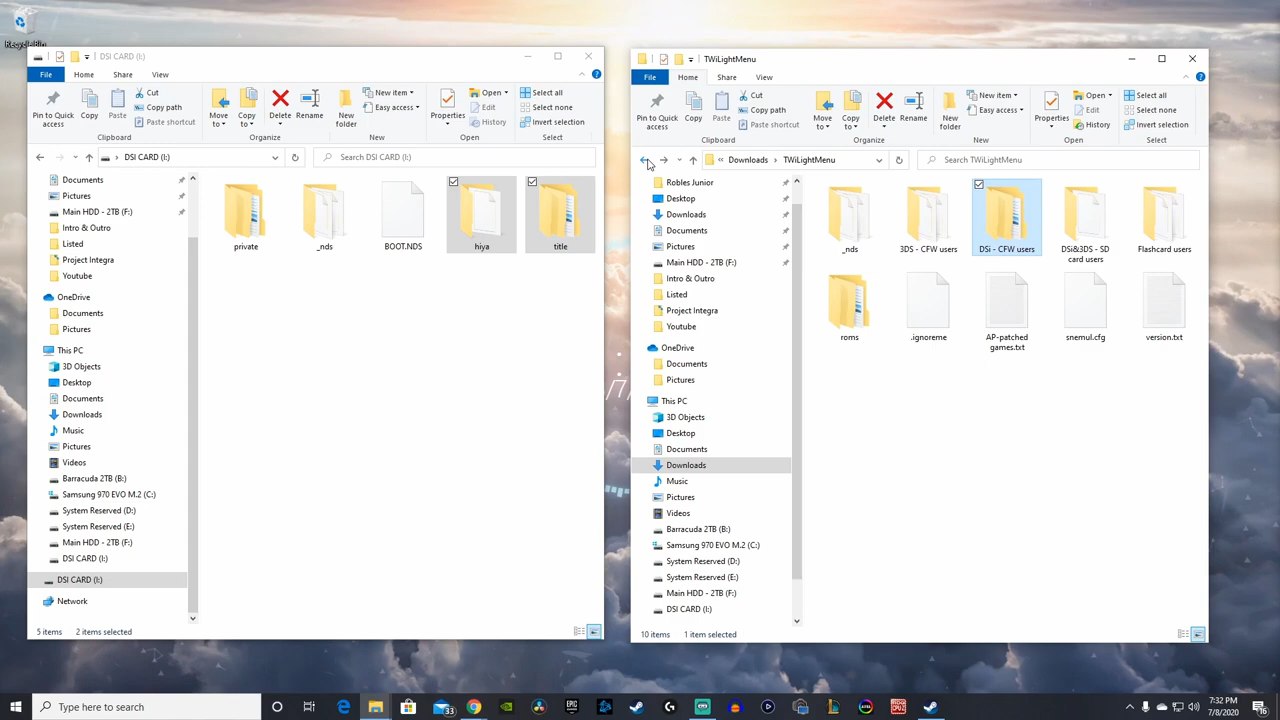 Recycle Bin
DSI CARD (I:)
File
Home
Share
View
Pin to Quick
access
Copy
Paste
Cut
Copy path
Paste shortcut
Clipboard
Move
to
Copy
to
Delete
Rename
Organize
New
folder
New item
Easy access
New
Properties
Open
Edit
History
Open
Select all
Select none
Invert selection
Select
DSI CARD (I:)
Search DSI CARD (I:)
Documents
Pictures
Main HDD - 2TB (F:)
Intro & Outro
Listed
Project Integra
Youtube
OneDrive
Documents
Pictures
This PC
3D Objects
Desktop
Documents
Downloads
Music
Pictures
Videos
Barracuda 2TB (B:)
Samsung 970 EVO M.2 (C:)
System Reserved (D:)
System Reserved (E:)
Main HDD - 2TB (F:)
DSI CARD (I:)
DSI CARD (I:)
Network
private
_nds
BOOT.NDS
hiya
title
5 items
2 items selected
TWiLightMenu
File
Home
Share
View
Pin to Quick
access
Copy
Paste
Cut
Copy path
Paste shortcut
Clipboard
Move
to
Copy
to
Delete
Rename
Organize
New
folder
New item
Easy access
New
Properties
Open
Edit
History
Open
Select all
Select none
Invert selection
Select
« Downloads > TWiLightMenu
Search TWiLightMenu
Robles Junior
Desktop
Downloads
Documents
Pictures
Main HDD - 2TB (F:)
Intro & Outro
Listed
Project Integra
Youtube
OneDrive
Documents
Pictures
This PC
3D Objects
Desktop
Documents
Downloads
Music
Pictures
Videos
Barracuda 2TB (B:)
Samsung 970 EVO M.2 (C:)
System Reserved (D:)
System Reserved (E:)
Main HDD - 2TB (F:)
DSI CARD (I:)
_nds
3DS - CFW users
DSi - CFW users
DSi&3DS - SD
card users
Flashcard users
roms
.ignoreme
AP-patched
games.txt
snemul.cfg
version.txt
10 items
1 item selected
Type here to search
33
EPIC
GAMES
7:32 PM
7/8/2020
16